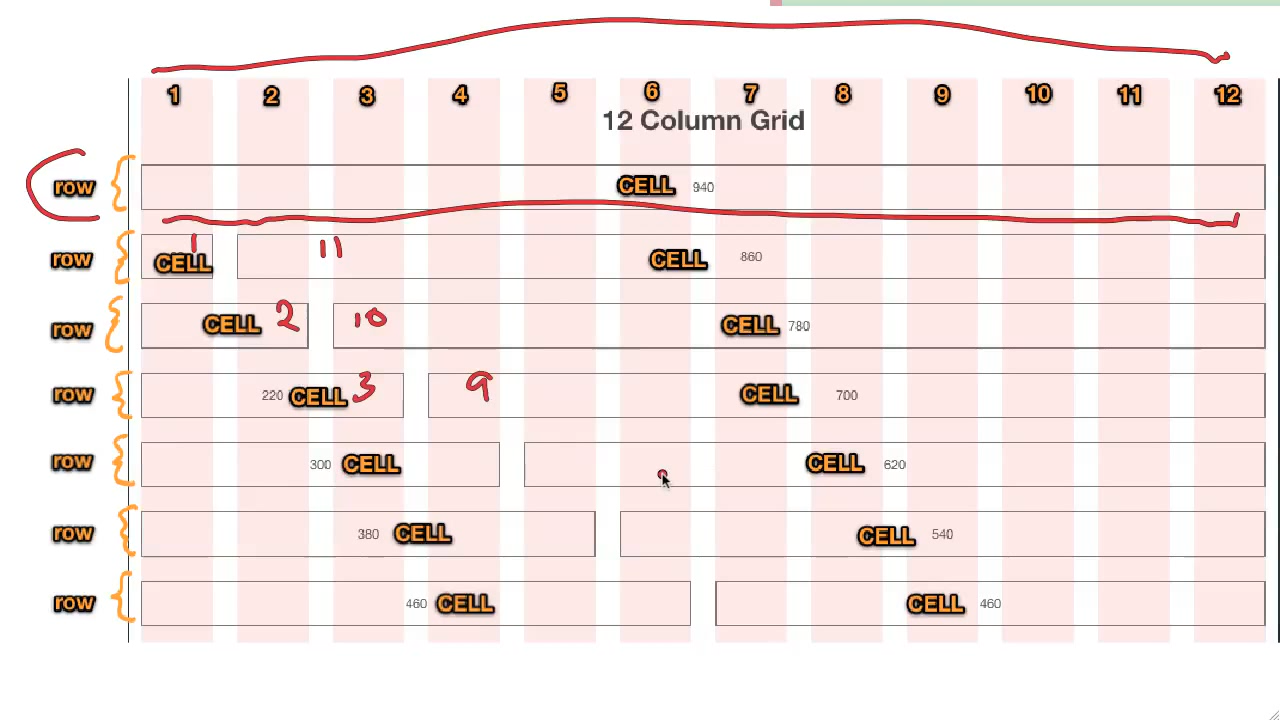 1 2 3 4 5 6 7 8 9 10 11 12
12 Column Grid
row CELL 940
row CELL 1 11 CELL 860
row CELL 2 10 CELL 780
row 220 CELL 3 9 CELL 700
row 300 CELL CELL 620
row 380 CELL CELL 540
row 460 CELL CELL 460